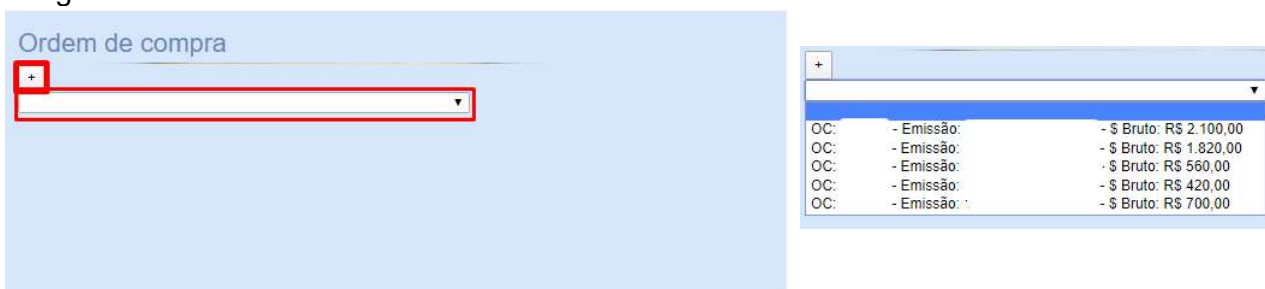 Ordem de compra
+
+
OC: - Emissão: - $ Bruto: R$ 2.100,00
OC: - Emissão: - $ Bruto: R$ 1.820,00
OC: - Emissão: - $ Bruto: R$ 560,00
OC: - Emissão: - $ Bruto: R$ 420,00
OC: - Emissão: - $ Bruto: R$ 700,00